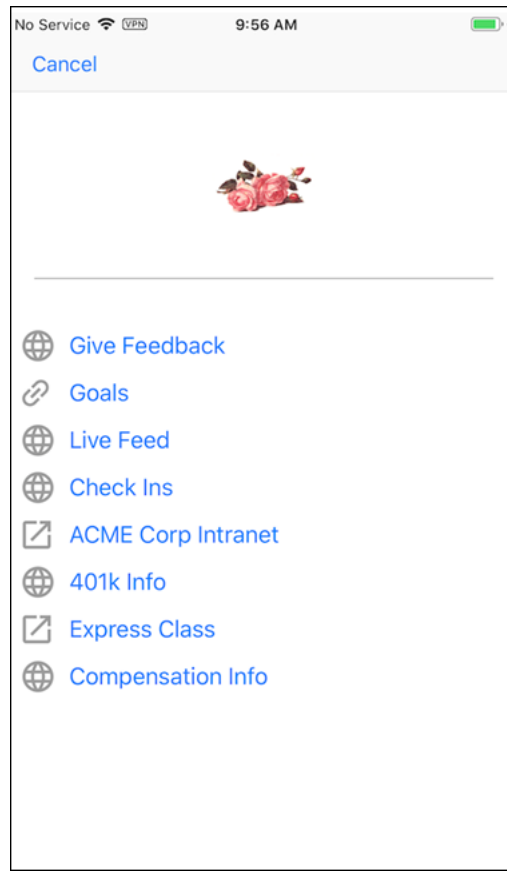 No Service VPN 9:56 AM
Cancel
Give Feedback
Goals
Live Feed
Check Ins
ACME Corp Intranet
401k Info
Express Class
Compensation Info